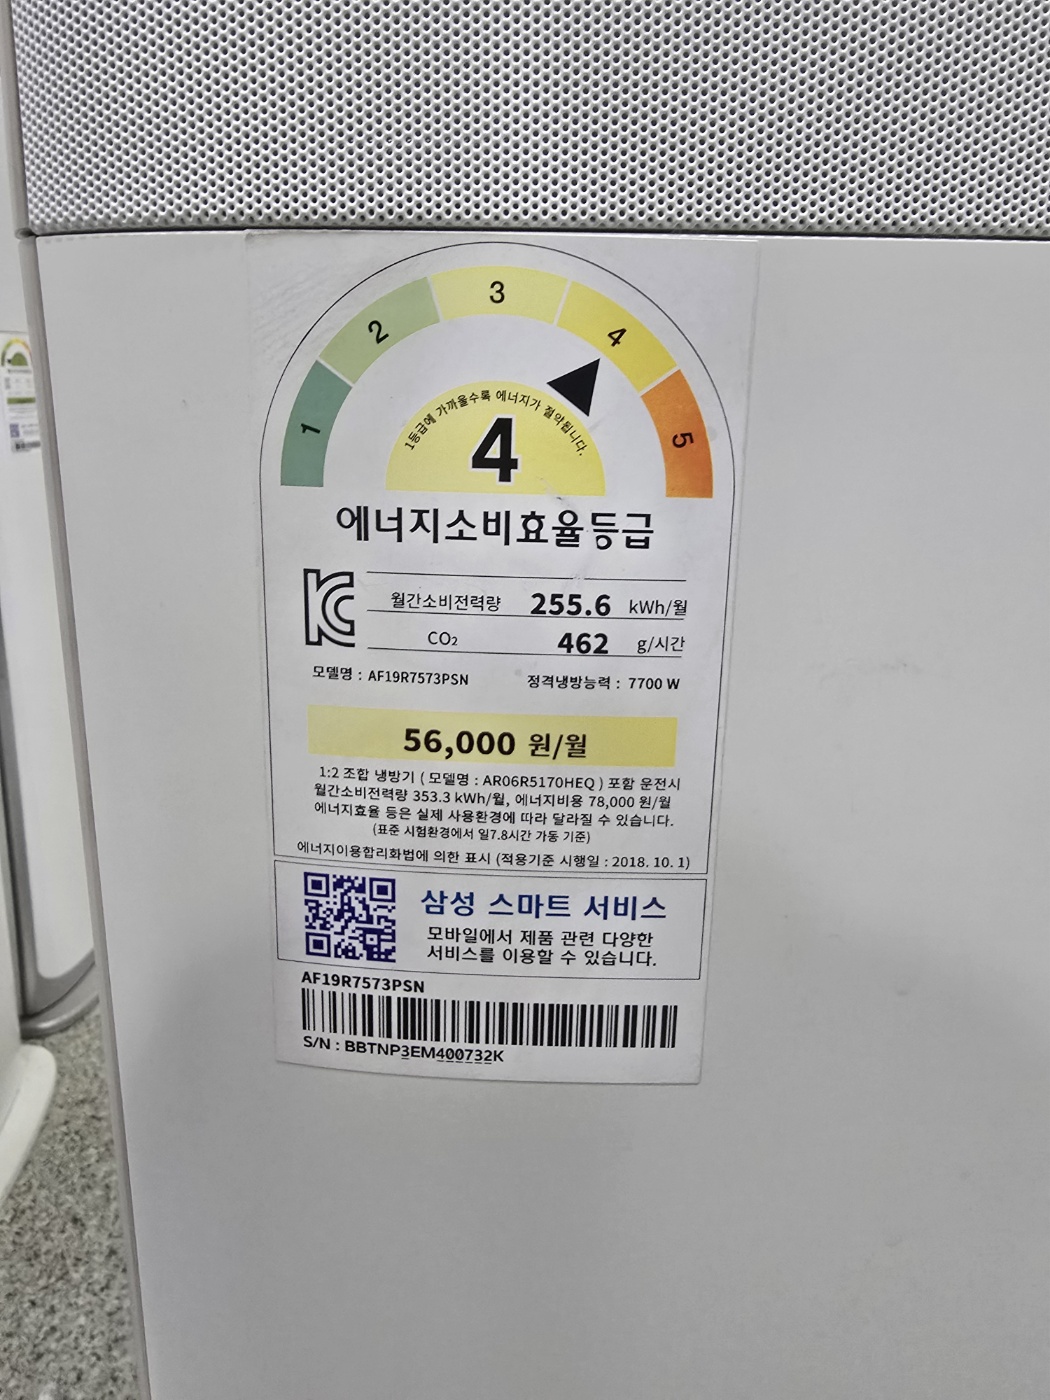 1 2 3 4 5
1등급에 가까울수록 에너지가 절약됩니다.
4
에너지소비효율등급
월간소비전력량 255.6 kWh/월
CO₂ 462 g/시간
모델명 : AF19R7573PSN 정격냉방능력 : 7700 W
56,000 원/월
1:2 조합 냉방기 ( 모델명 : AR06R5170HEQ ) 포함 운전시
월간소비전력량 353.3 kWh/월, 에너지비용 78,000 원/월
에너지효율 등은 실제 사용환경에 따라 달라질 수 있습니다.
(표준 시험환경에서 일7.8시간 가동 기준)
에너지이용합리화법에 의한 표시 (적용기준 시행일 : 2018. 10. 1)
삼성 스마트 서비스
모바일에서 제품 관련 다양한
서비스를 이용할 수 있습니다.
AF19R7573PSN
S/N : BBTNP3EM400732K